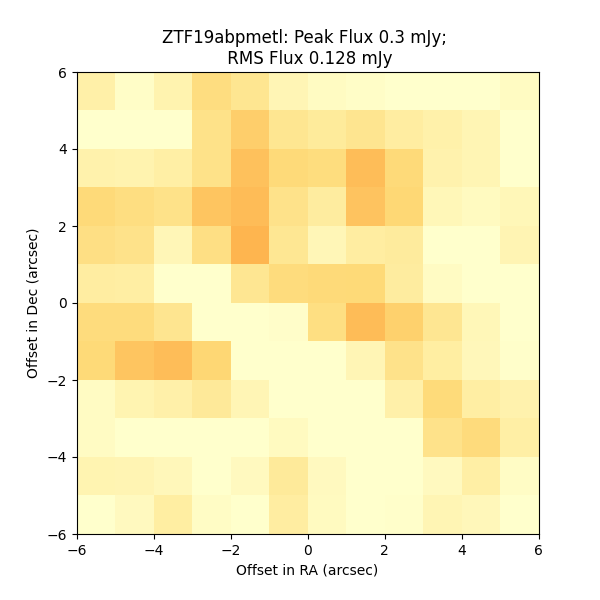 ZTF19abpmetl: Peak Flux 0.3 mJy;
RMS Flux 0.128 mJy
6
4
2
0
−2
−4
−6
Offset in Dec (arcsec)
−6 −4 −2 0 2 4 6
Offset in RA (arcsec)